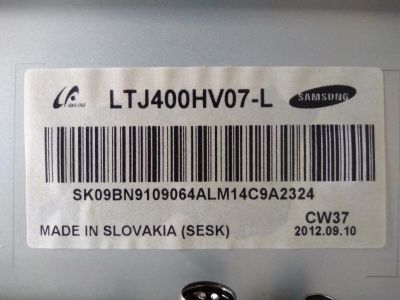 LTJ400HV07-L SAMSUNG
SK09BN9109064ALM14C9A2324
CW37
MADE IN SLOVAKIA (SESK) 2012.09.10